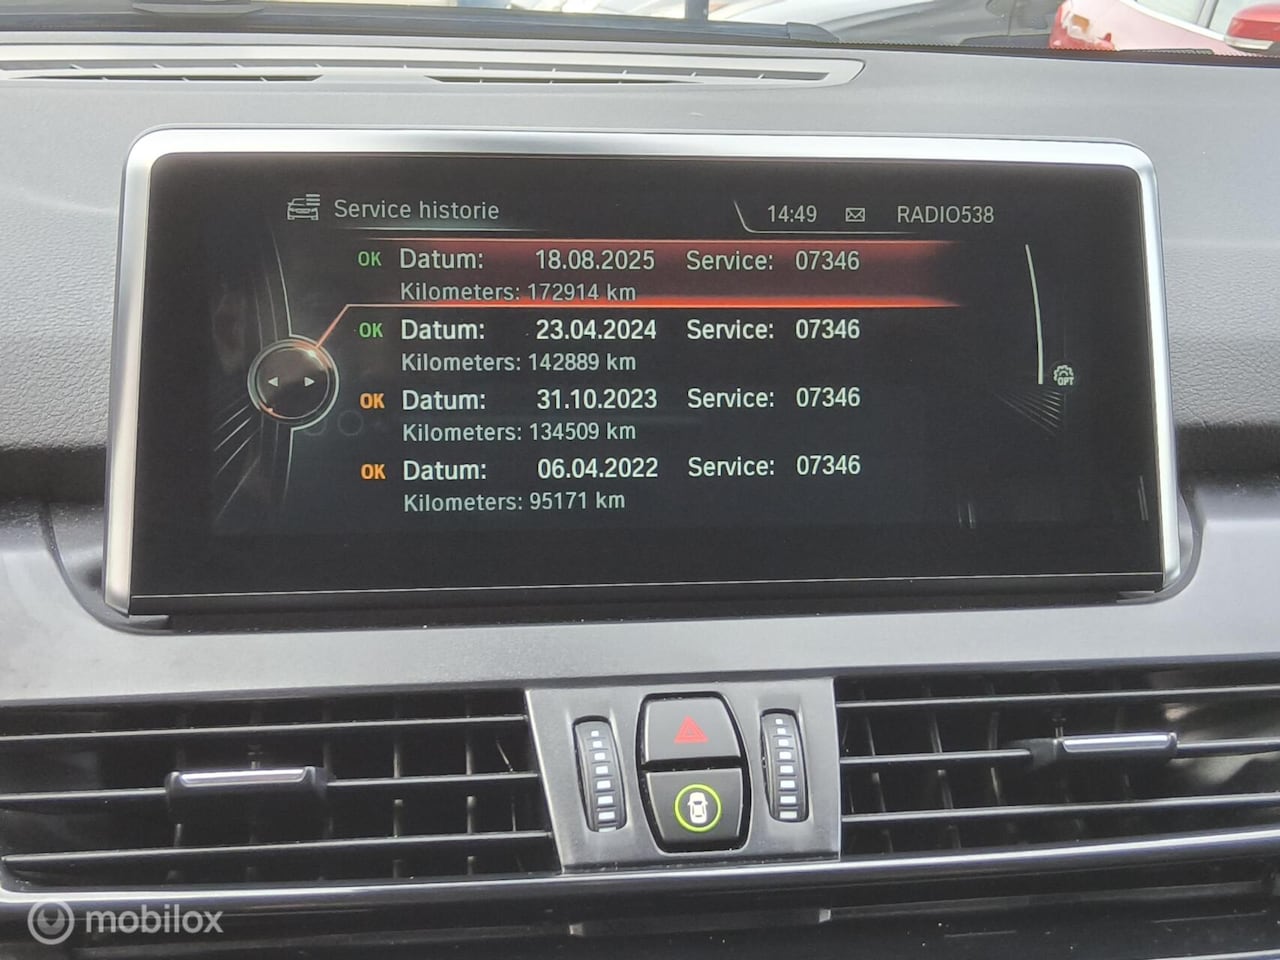 Service historie
14:49 RADIO538
OK Datum: 18.08.2025 Service: 07346
Kilometers: 172914 km
OK Datum: 23.04.2024 Service: 07346
Kilometers: 142889 km
OK Datum: 31.10.2023 Service: 07346
Kilometers: 134509 km
OK Datum: 06.04.2022 Service: 07346
Kilometers: 95171 km
OPT
mobilox